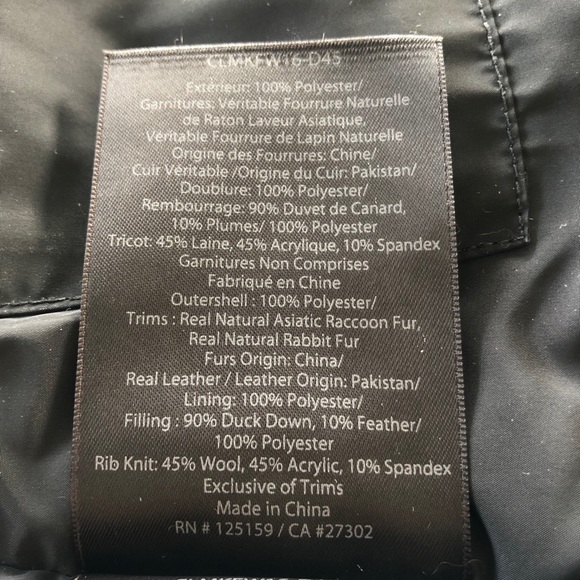 CLMKFW16-D45
Extérieur: 100% Polyester/
Garnitures: Véritable Fourrure Naturelle
de Raton Laveur Asiatique,
Véritable Fourrure de Lapin Naturelle
Origine des Fourrures: Chine/
Cuir Véritable /Origine du Cuir: Pakistan/
Doublure: 100% Polyester/
Rembourrage: 90% Duvet de Canard,
10% Plumes/ 100% Polyester
Tricot: 45% Laine, 45% Acrylique, 10% Spandex
Garnitures Non Comprises
Fabriqué en Chine
Outershell : 100% Polyester/
Trims : Real Natural Asiatic Raccoon Fur,
Real Natural Rabbit Fur
Furs Origin: China/
Real Leather / Leather Origin: Pakistan/
Lining: 100% Polyester/
Filling : 90% Duck Down, 10% Feather/
100% Polyester
Rib Knit: 45% Wool, 45% Acrylic, 10% Spandex
Exclusive of Trims
Made in China
RN # 125159 / CA #27302